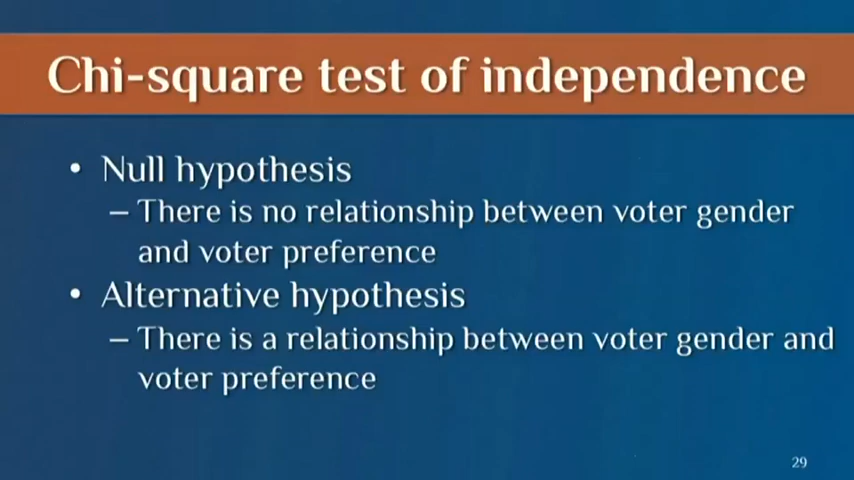 Chi-square test of independence
• Null hypothesis
– There is no relationship between voter gender
and voter preference
• Alternative hypothesis
– There is a relationship between voter gender and
voter preference
29